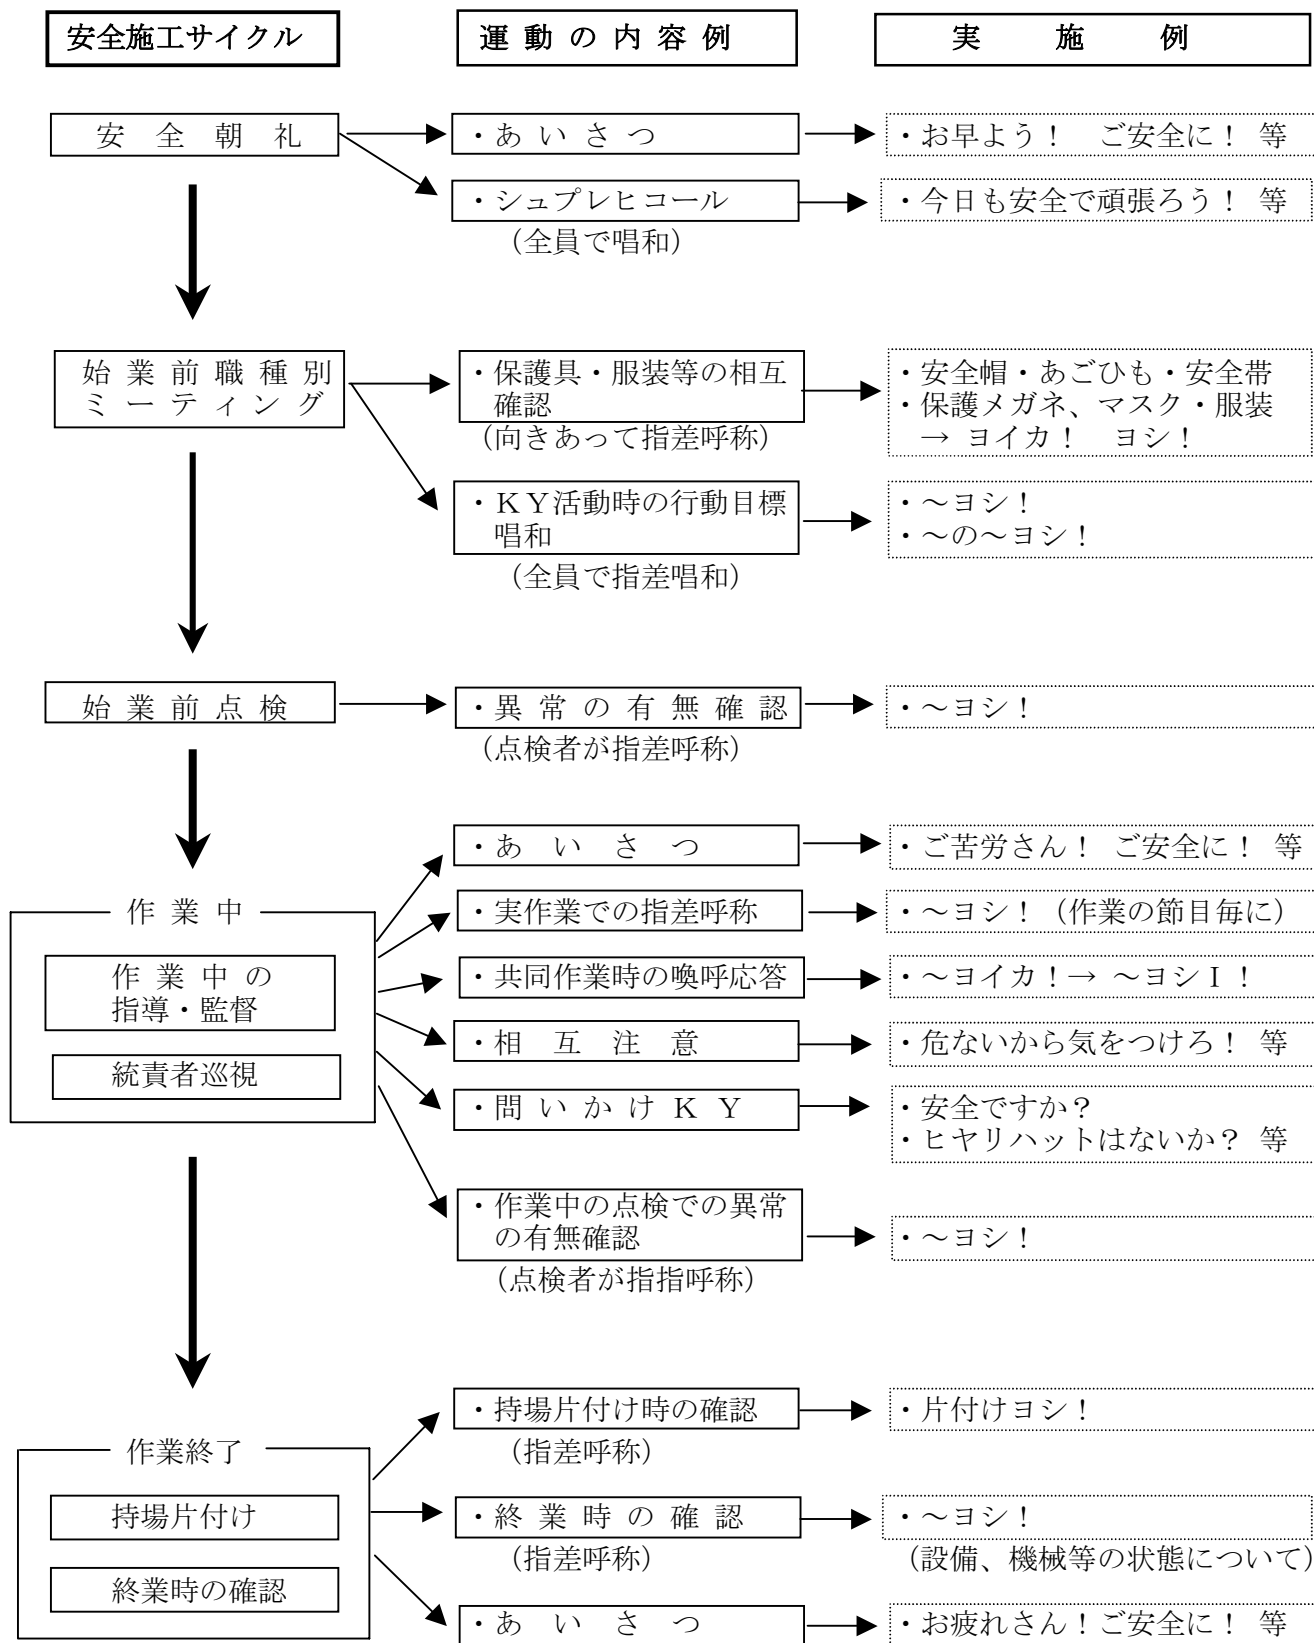 安全施工サイクル
運動の内容例
実施例
安全朝礼
・あいさつ
・お早よう！　ご安全に！ 等
・シュプレヒコール
・今日も安全で頑張ろう！ 等
（全員で唱和）
始業前職種別
ミーティング
・保護具・服装等の相互
確認
（向きあって指差呼称）
・安全帽・あごひも・安全帯
・保護メガネ、マスク・服装
→ ヨイカ！　ヨシ！
・ＫＹ活動時の行動目標
唱和
（全員で指差唱和）
・～ヨシ！
・～の～ヨシ！
始業前点検
・異常の有無確認
（点検者が指差呼称）
・～ヨシ！
作業中
作業中の
指導・監督
統責者巡視
・あいさつ
・ご苦労さん！ ご安全に！ 等
・実作業での指差呼称
・～ヨシ！（作業の節目毎に）
・共同作業時の喚呼応答
・～ヨイカ！→ ～ヨシＩ！
・相互注意
・危ないから気をつけろ！ 等
・問いかけＫＹ
・安全ですか？
・ヒヤリハットはないか？ 等
・作業中の点検での異常
の有無確認
（点検者が指指呼称）
・～ヨシ！
作業終了
持場片付け
終業時の確認
・持場片付け時の確認
（指差呼称）
・片付けヨシ！
・終業時の確認
（指差呼称）
・～ヨシ！
（設備、機械等の状態について）
・あいさつ
・お疲れさん！ご安全に！ 等